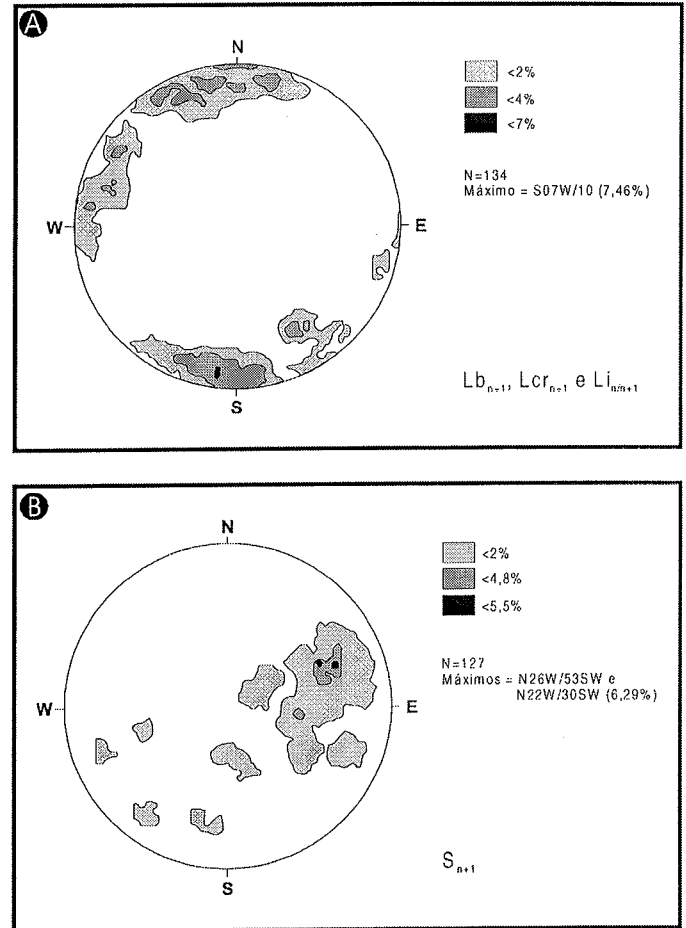 A
N
W
E
S
<2%
<4%
<7%
N=134
Máximo = S07W/10 (7,46%)
Lbn+1, Lcrn+1 e Lin/n+1
B
N
W
E
S
<2%
<4,8%
<5,5%
N=127
Máximos = N26W/53SW e
N22W/30SW (6,29%)
Sn+1